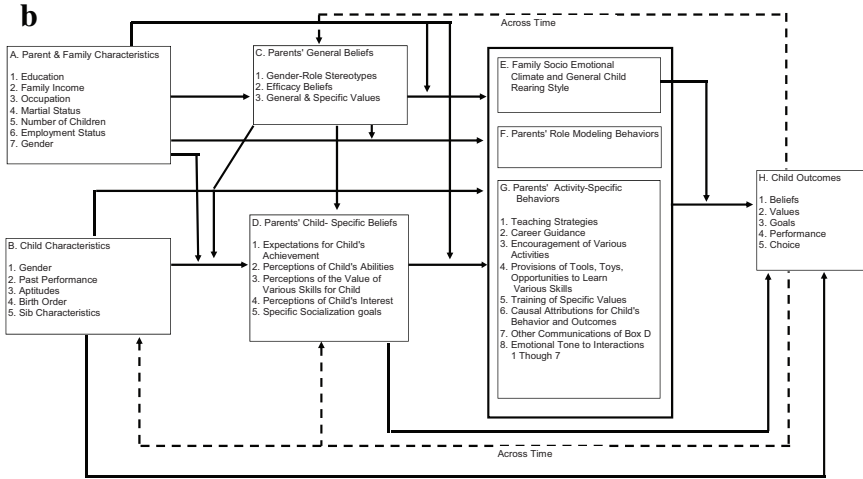 b
Across Time
A. Parent & Family Characteristics
1. Education
2. Family Income
3. Occupation
4. Martial Status
5. Number of Children
6. Employment Status
7. Gender
B. Child Characteristics
1. Gender
2. Past Performance
3. Aptitudes
4. Birth Order
5. Sib Characteristics
C. Parents' General Beliefs
1. Gender-Role Stereotypes
2. Efficacy Beliefs
3. General & Specific Values
D. Parents' Child- Specific Beliefs
1. Expectations for Child's
Achievement
2. Perceptions of Child's Abilities
3. Perceptions of the Value of
Various Skills for Child
4. Perceptions of Child's Interest
5. Specific Socialization goals
E. Family Socio Emotional
Climate and General Child
Rearing Style
F. Parents' Role Modeling Behaviors
G. Parents' Activity-Specific
Behaviors
1. Teaching Strategies
2. Career Guidance
3. Encouragement of Various
Activities
4. Provisions of Tools, Toys,
Opportunities to Learn
Various Skills
5. Training of Specific Values
6. Causal Attributions for Child's
Behavior and Outcomes
7. Other Communications of Box D
8. Emotional Tone to Interactions
1 Though 7
H. Child Outcomes
1. Beliefs
2. Values
3. Goals
4. Performance
5. Choice
Across Time